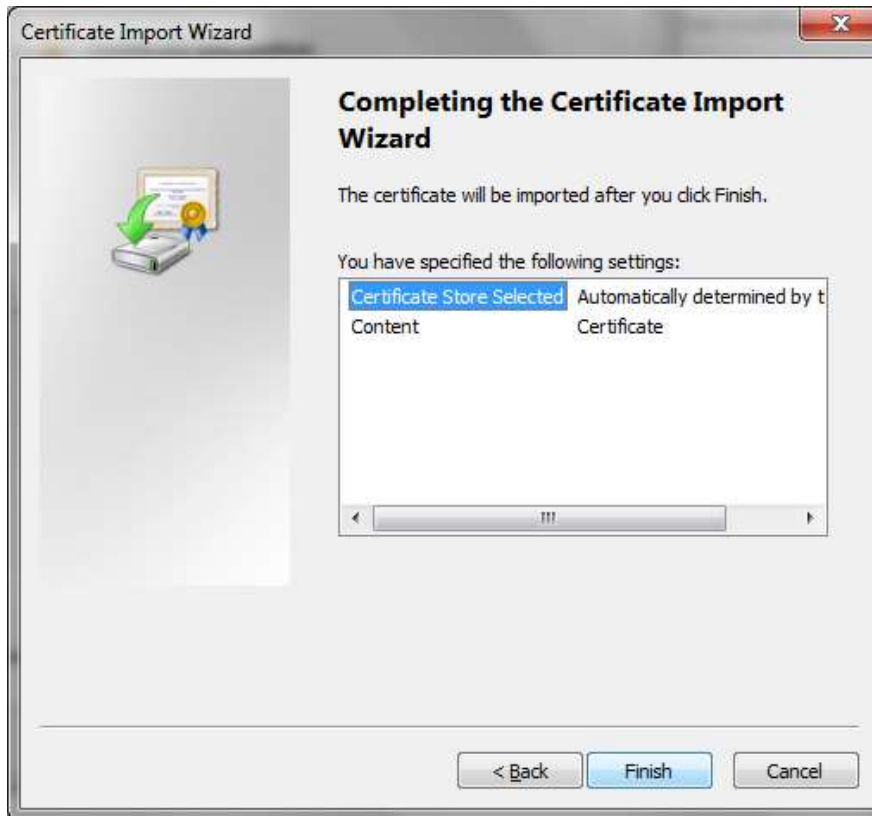 Certificate Import Wizard
Completing the Certificate Import
Wizard
The certificate will be imported after you click Finish.
You have specified the following settings:
Certificate Store Selected Automatically determined by t
Content Certificate
< Back Finish Cancel